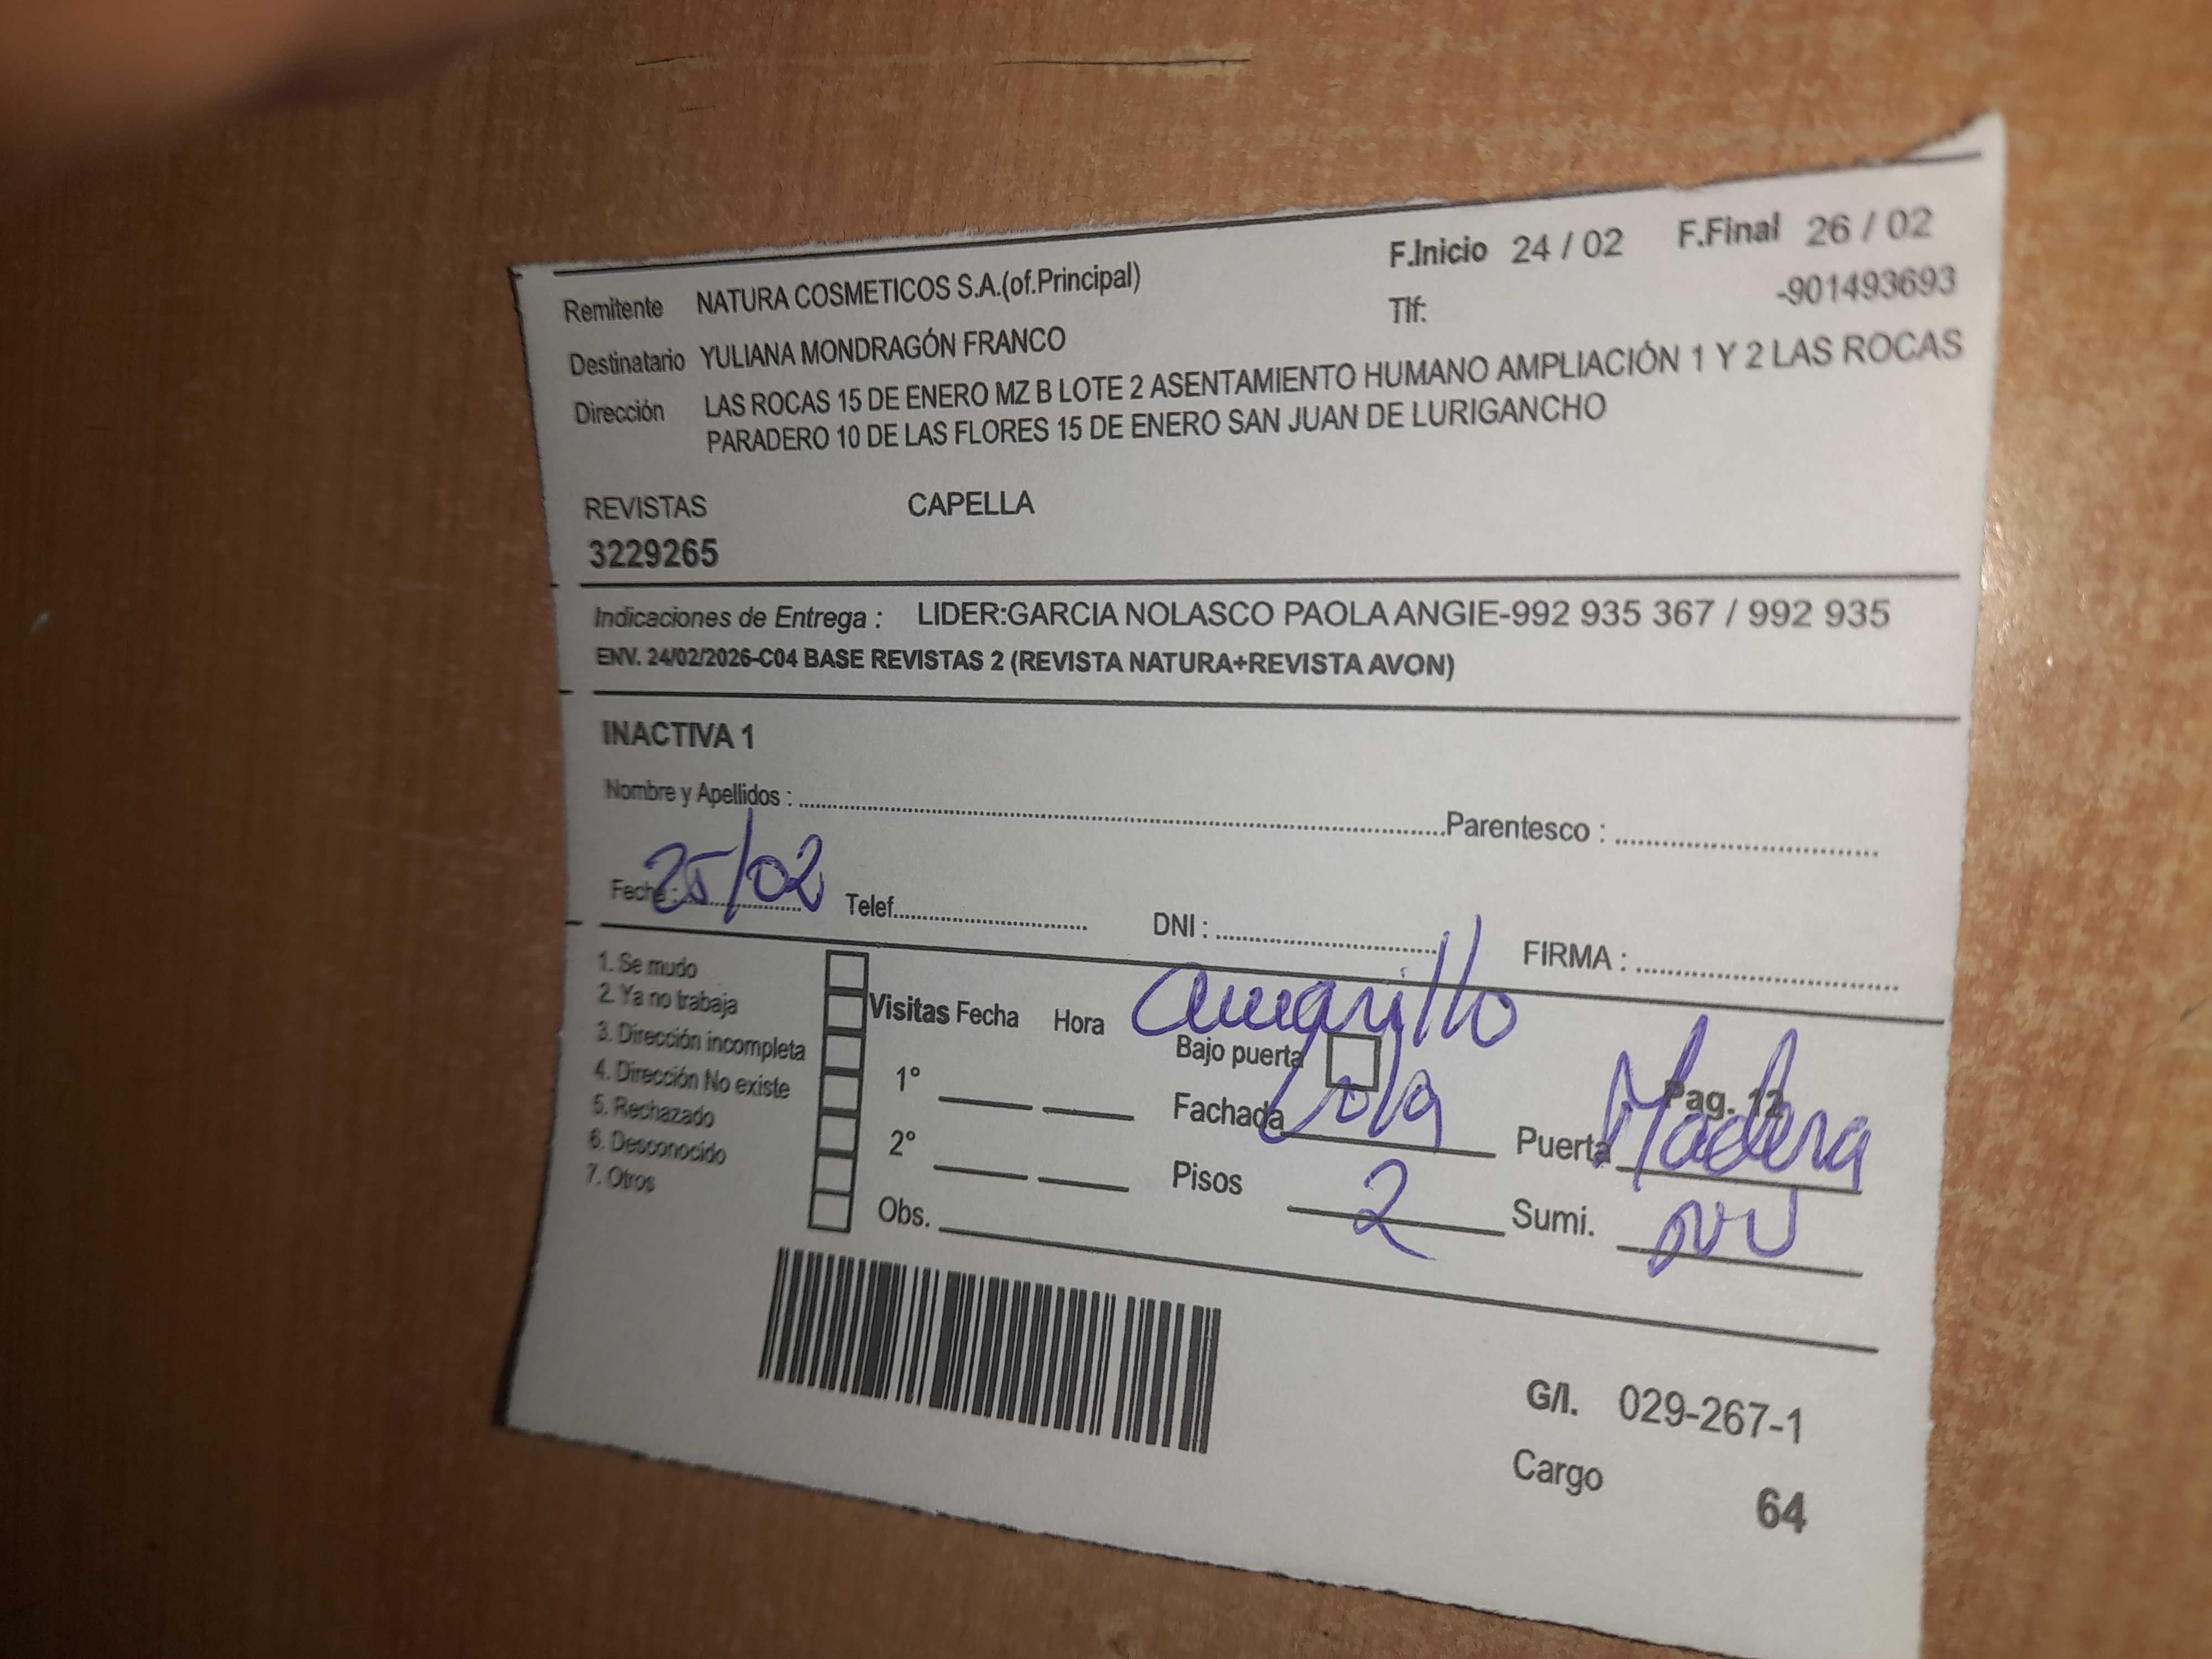 F.Inicio 24 / 02 F.Final 26 / 02
Remitente NATURA COSMETICOS S.A.(of.Principal) Tlf: -901493693
Destinatario YULIANA MONDRAGÓN FRANCO
Dirección LAS ROCAS 15 DE ENERO MZ B LOTE 2 ASENTAMIENTO HUMANO AMPLIACIÓN 1 Y 2 LAS ROCAS
PARADERO 10 DE LAS FLORES 15 DE ENERO SAN JUAN DE LURIGANCHO
REVISTAS CAPELLA
3229265
Indicaciones de Entrega : LIDER:GARCIA NOLASCO PAOLA ANGIE-992 935 367 / 992 935
ENV. 24/02/2026-C04 BASE REVISTAS 2 (REVISTA NATURA+REVISTA AVON)
INACTIVA 1
Nombre y Apellidos : Parentesco :
Fecha : 25/02 Telef. DNI : FIRMA :
1. Se mudo
2. Ya no trabaja
3. Dirección incompleta
4. Dirección No existe
5. Rechazado
6. Desconocido
7. Otros
Visitas Fecha Hora
1°
2°
Obs.
amarillo
Bajo puerta
Pag. 12
Fachada Puerta Madera
Pisos 2 Sumi.
G/I. 029-267-1
Cargo 64